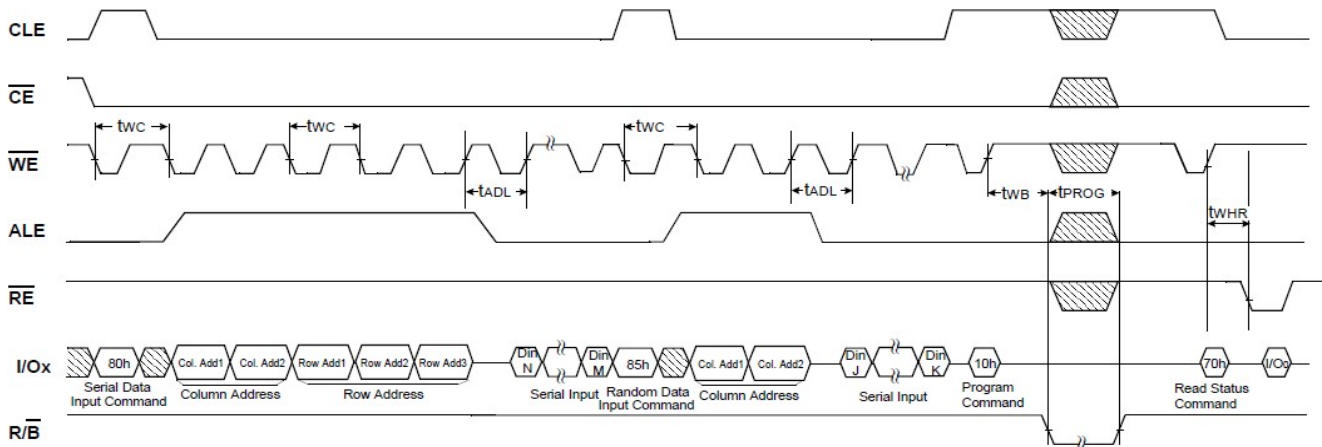 CLE
CE
tWC tWC tWC
WE
tADL tADL tWB tPROG
tWHR
ALE
RE
I/Ox 80h Col. Add1 Col. Add2 Row Add1 Row Add2 Row Add3 Din N Din M 85h Col. Add1 Col. Add2 Din J Din K 10h 70h I/Oo
Serial Data Input Command
Column Address
Row Address
Serial Input
Random Data Input Command
Column Address
Serial Input
Program Command
Read Status Command
R/B